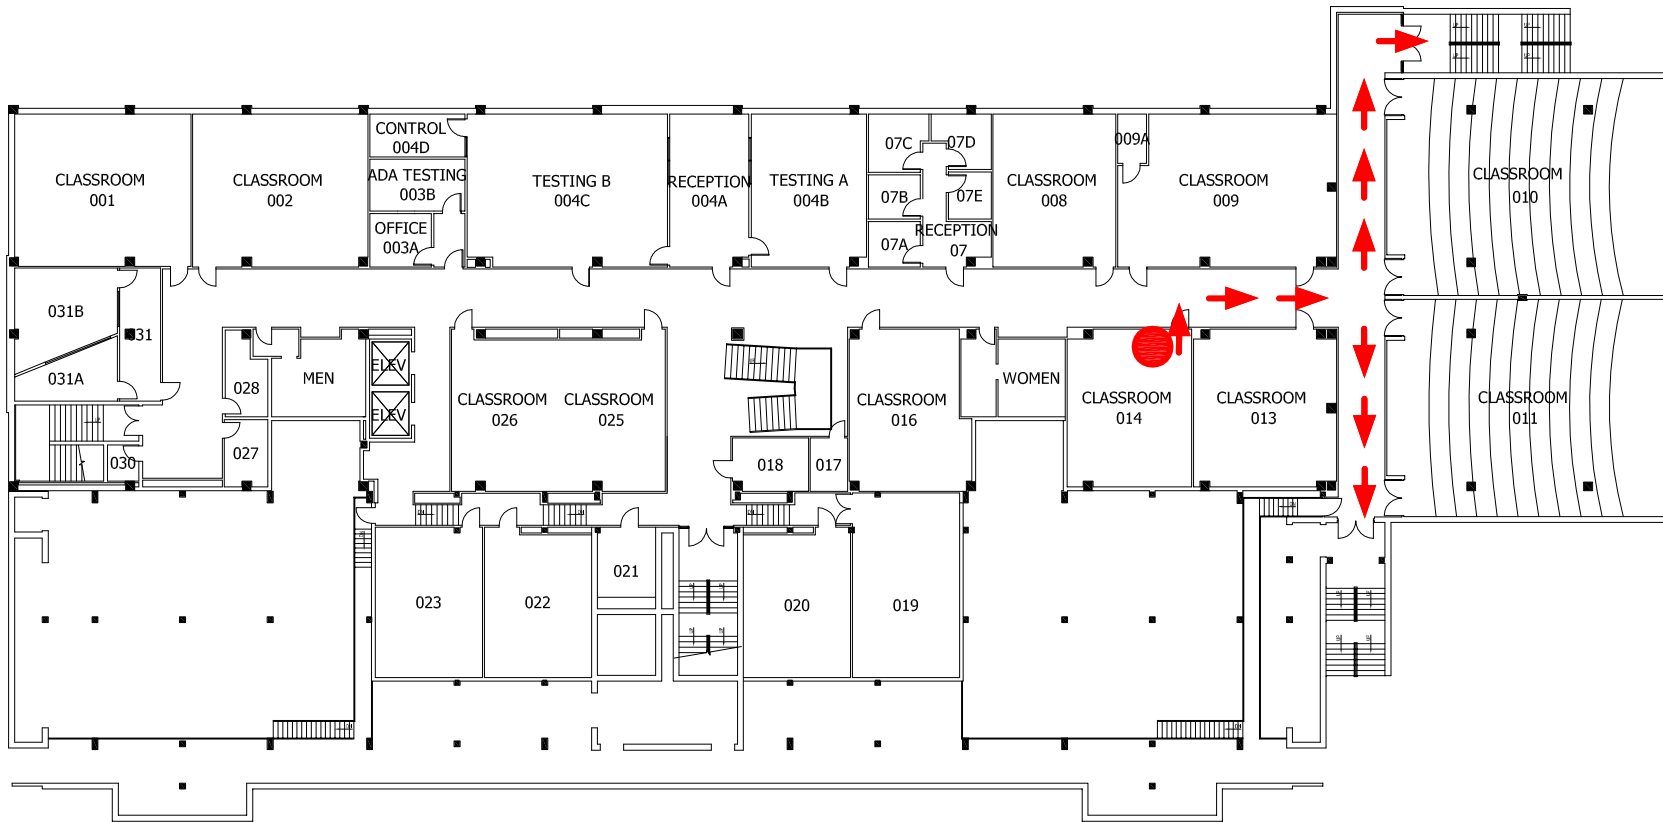 CONTROL
004D
07C
07D
009A
CLASSROOM
001
CLASSROOM
002
ADA TESTING
003B
TESTING B
004C
RECEPTION
004A
TESTING A
004B
07B
07E
CLASSROOM
008
CLASSROOM
009
CLASSROOM
010
OFFICE
003A
07A
RECEPTION
07
031B
031
031A
028
MEN
ELEV
ELEV
CLASSROOM
026
CLASSROOM
025
CLASSROOM
016
WOMEN
CLASSROOM
014
CLASSROOM
013
CLASSROOM
011
030
027
018
017
023
022
021
020
019